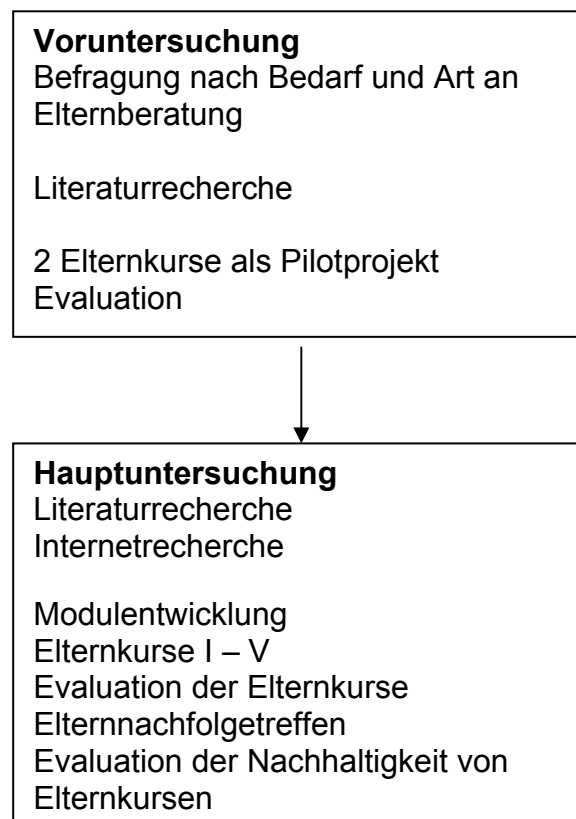 Voruntersuchung
Befragung nach Bedarf und Art an
Elternberatung
Literaturrecherche
2 Elternkurse als Pilotprojekt
Evaluation
Hauptuntersuchung
Literaturrecherche
Internetrecherche
Modulentwicklung
Elternkurse I – V
Evaluation der Elternkurse
Elternnachfolgetreffen
Evaluation der Nachhaltigkeit von
Elternkursen